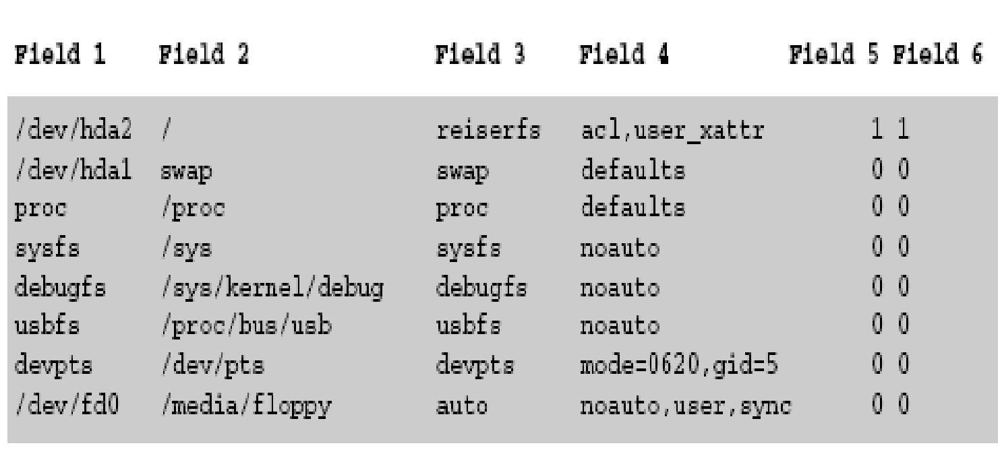 Field 1 Field 2 Field 3 Field 4 Field 5 Field 6
/dev/hda2 / reiserfs acl,user_xattr 1 1
/dev/hda1 swap swap defaults 0 0
proc /proc proc defaults 0 0
sysfs /sys sysfs noauto 0 0
debugfs /sys/kernel/debug debugfs noauto 0 0
usbfs /proc/bus/usb usbfs noauto 0 0
devpts /dev/pts devpts mode=0620,gid=5 0 0
/dev/fd0 /media/floppy auto noauto,user,sync 0 0